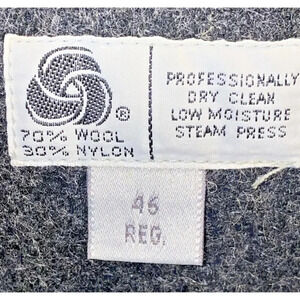 ®
70% WOOL
30% NYLON
PROFESSIONALLY
DRY CLEAN
LOW MOISTURE
STEAM PRESS
46
REG.